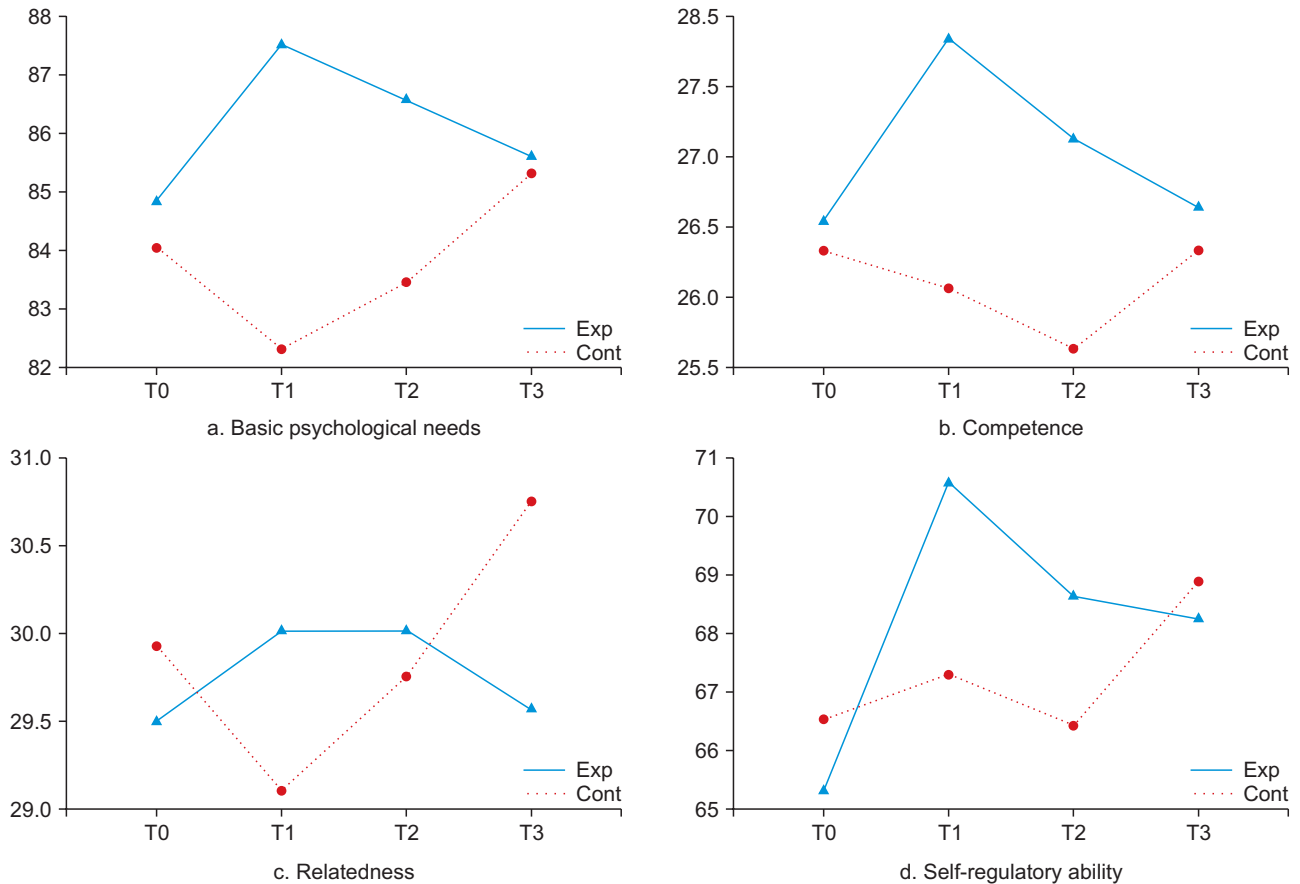 88
87
86
85
84
83
82
T0 T1 T2 T3
Exp
Cont
a. Basic psychological needs
28.5
27.5
27.0
26.5
26.0
25.5
T0 T1 T2 T3
Exp
Cont
b. Competence
31.0
30.5
30.0
29.5
29.0
T0 T1 T2 T3
Exp
Cont
c. Relatedness
71
70
69
68
67
66
65
T0 T1 T2 T3
Exp
Cont
d. Self-regulatory ability